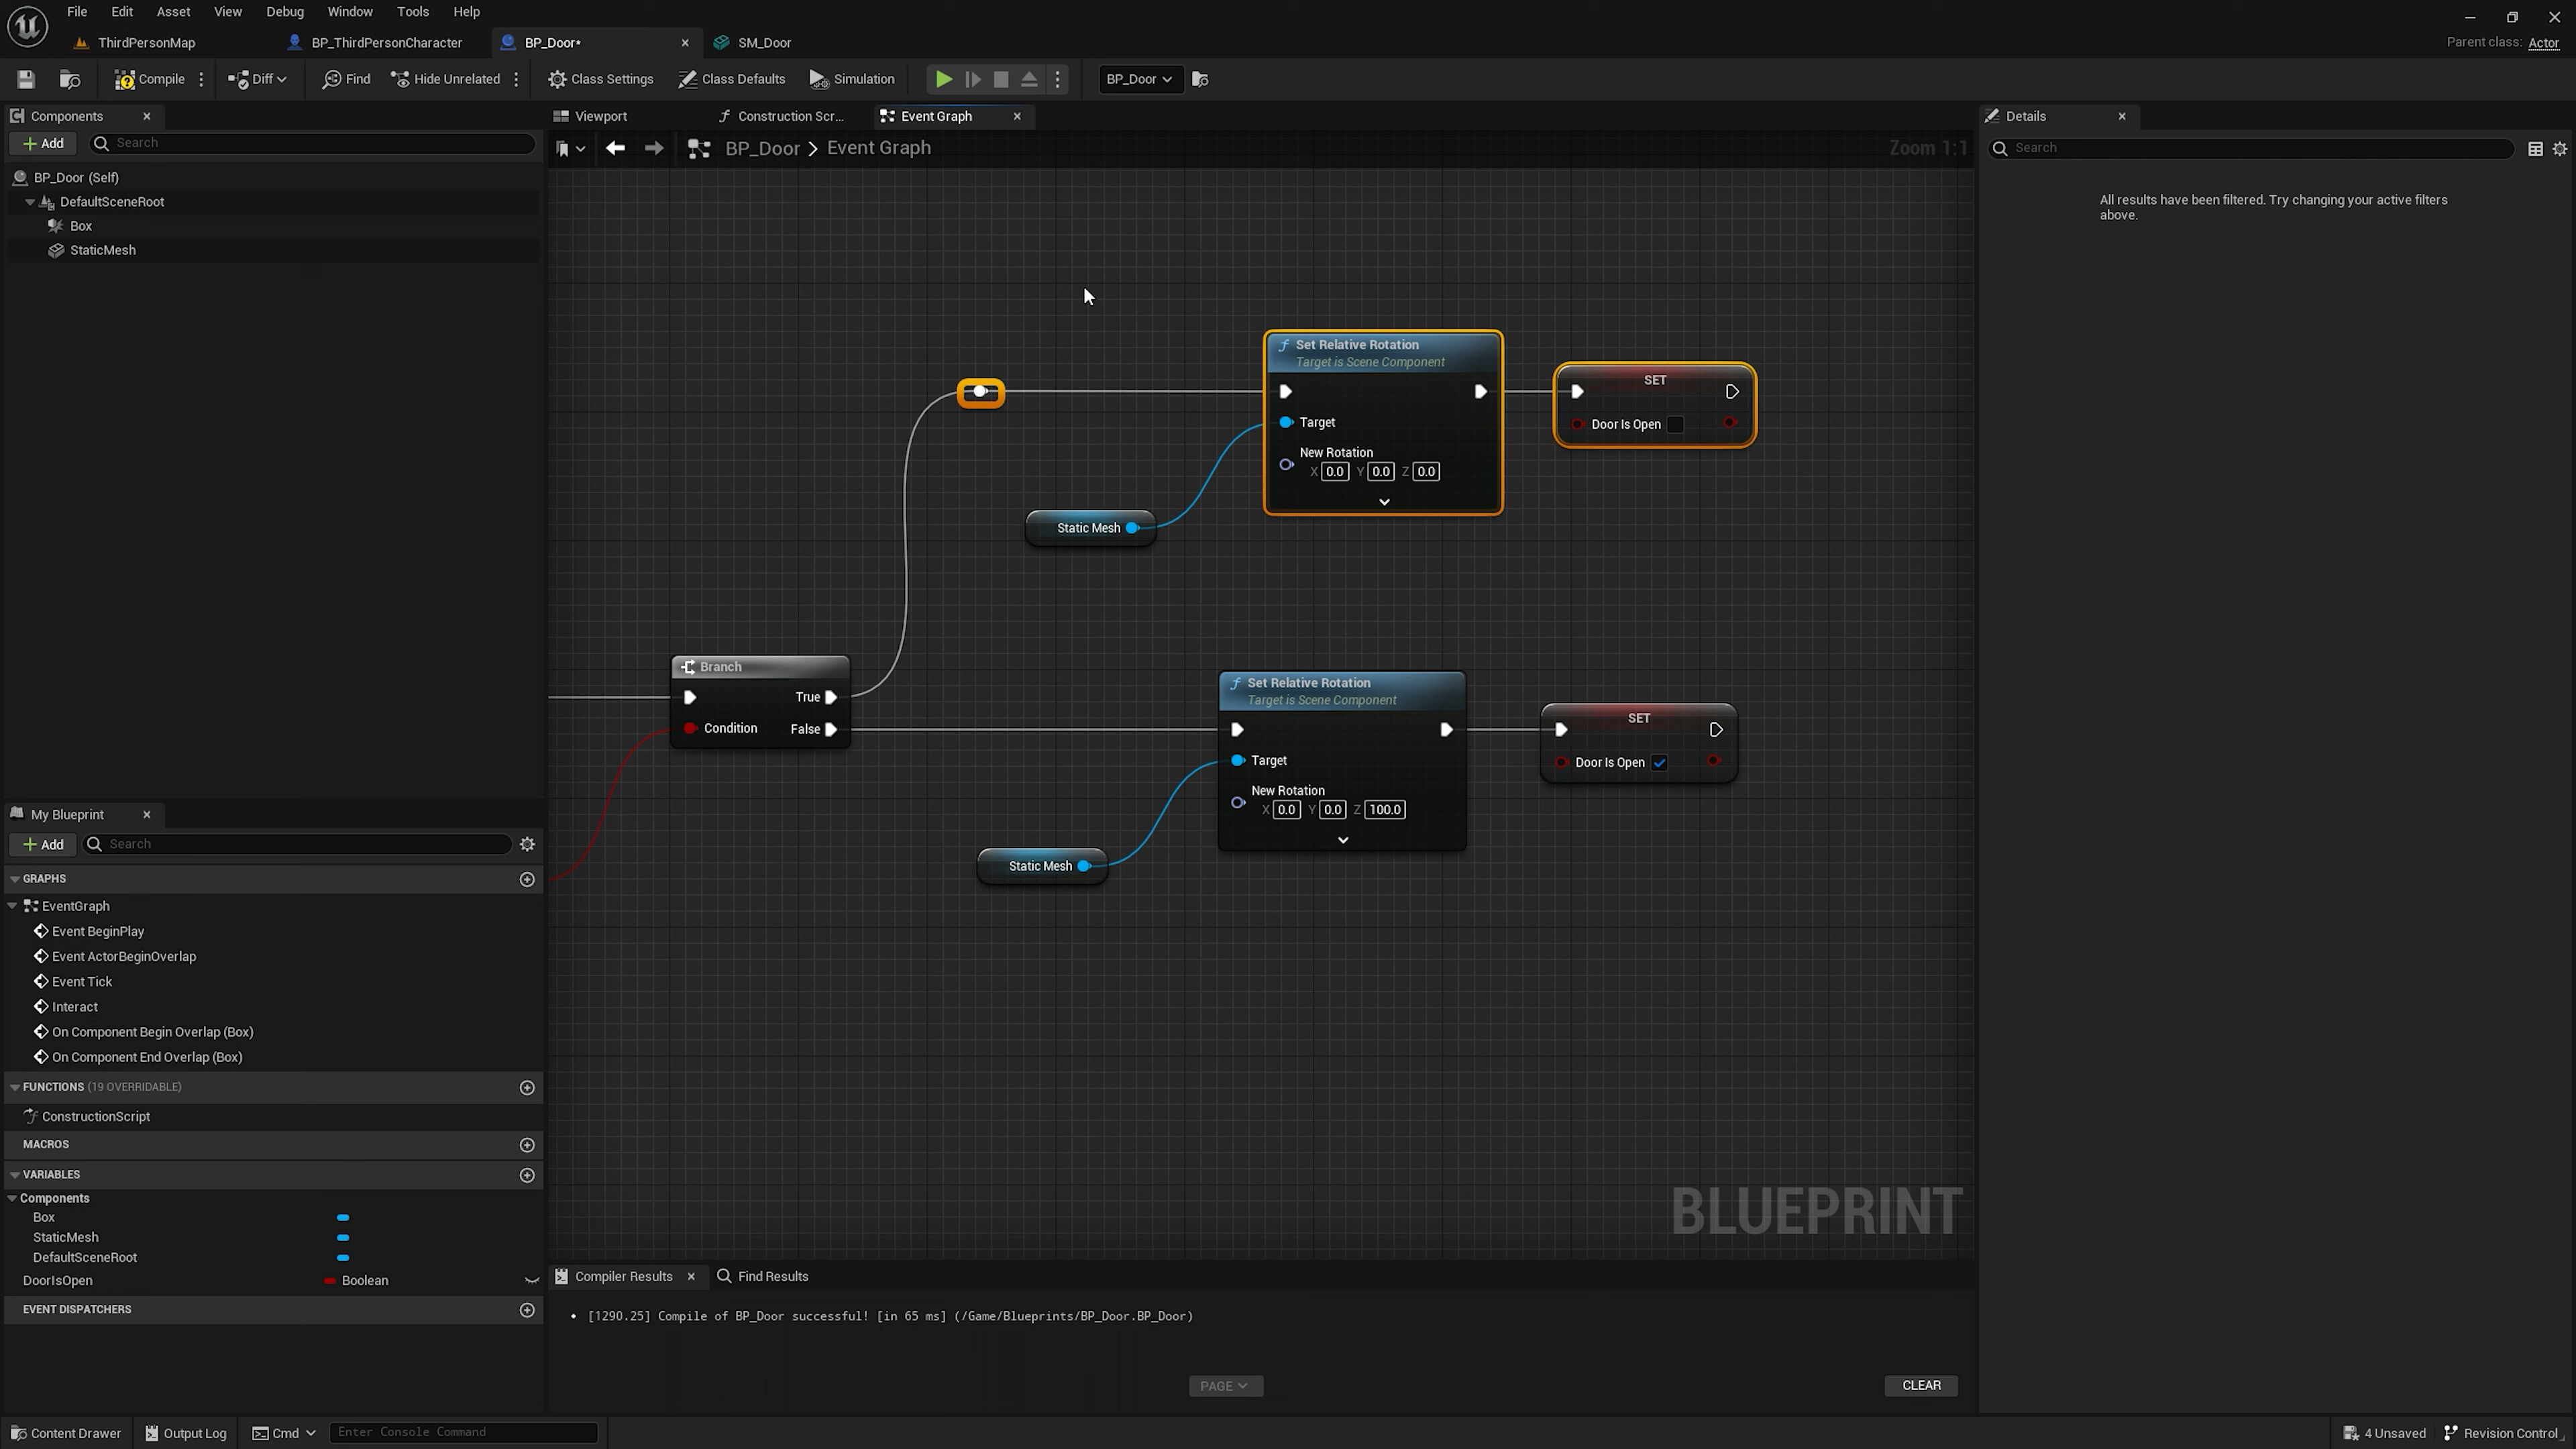 File Edit Asset View Debug Window Tools Help
ThirdPersonMap BP_ThirdPersonCharacter BP_Door• SM_Door Parent class: Actor
Compile Diff Find Hide Unrelated Class Settings Class Defaults Simulation BP_Door
Components Viewport Construction Scr... Event Graph Details
Add Search
BP_Door > Event Graph Zoom 1:1 Search
BP_Door (Self)
DefaultSceneRoot
Box
StaticMesh
All results have been filtered. Try changing your active filters
above.
Set Relative Rotation
Target is Scene Component
Target
New Rotation
X 0.0 Y 0.0 Z 0.0
SET
Door Is Open
Static Mesh
Branch
True
Condition False
Set Relative Rotation
Target is Scene Component
Target
New Rotation
X 0.0 Y 0.0 Z 100.0
SET
Door Is Open
Static Mesh
BLUEPRINT
My Blueprint
Add Search
GRAPHS
EventGraph
Event BeginPlay
Event ActorBeginOverlap
Event Tick
Interact
On Component Begin Overlap (Box)
On Component End Overlap (Box)
FUNCTIONS (19 OVERRIDABLE)
ConstructionScript
MACROS
VARIABLES
Components
Box
StaticMesh
DefaultSceneRoot
DoorIsOpen Boolean
EVENT DISPATCHERS
Compiler Results Find Results
• [1290.25] Compile of BP_Door successful! [in 65 ms] (/Game/Blueprints/BP_Door.BP_Door)
PAGE CLEAR
Content Drawer Output Log Cmd Enter Console Command 4 Unsaved Revision Control